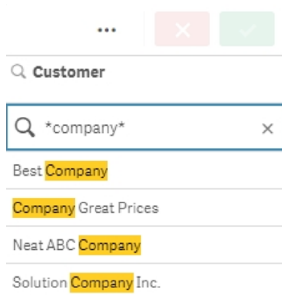 Customer
*company*
Best Company
Company Great Prices
Neat ABC Company
Solution Company Inc.